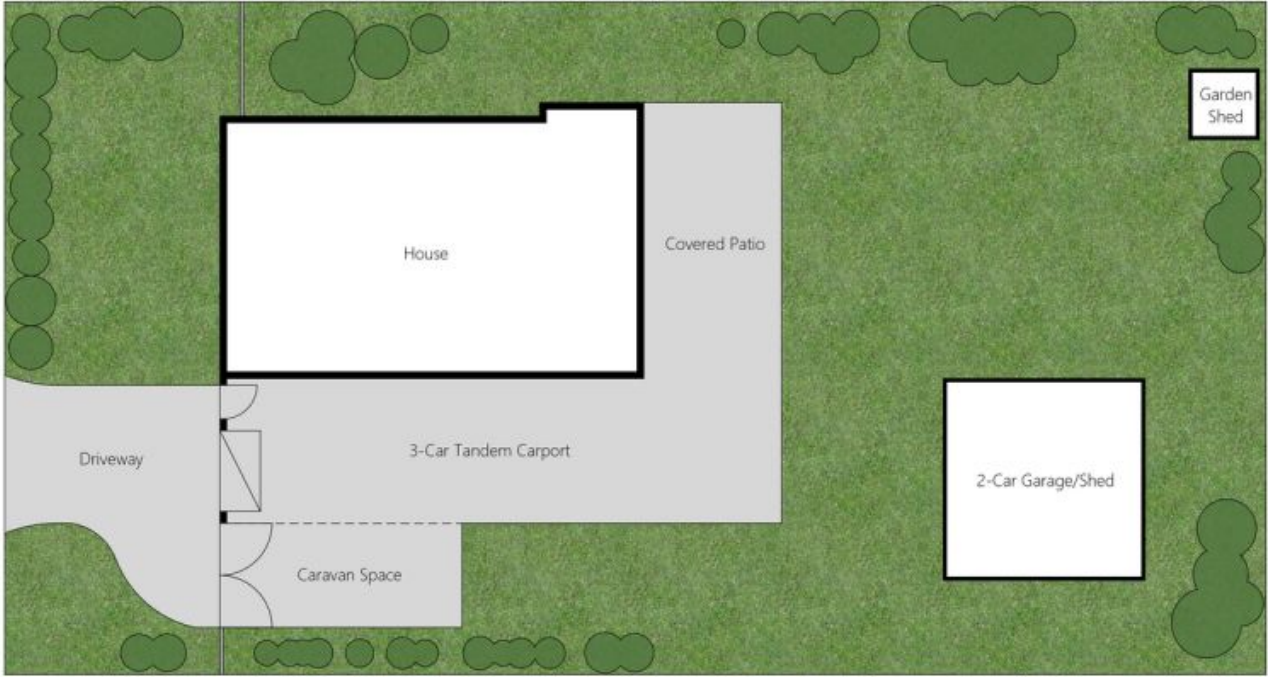 Garden
Shed
House
Covered Patio
Driveway
3-Car Tandem Carport
2-Car Garage/Shed
Caravan Space